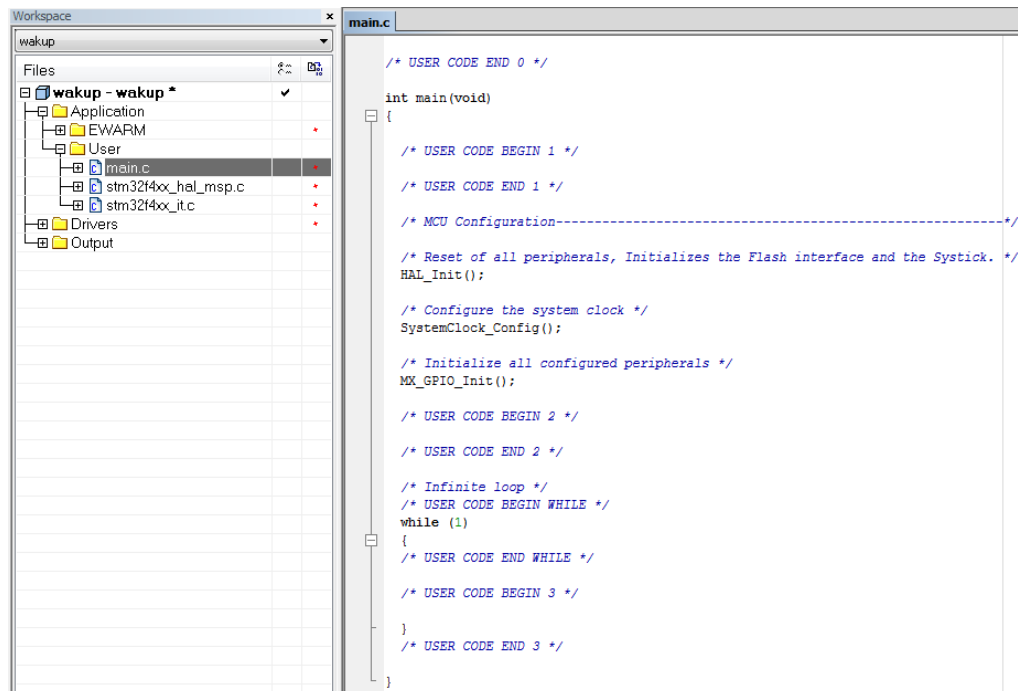 Workspace
wakup
Files
wakup - wakup *
Application
EWARM
User
main.c
stm32f4xx_hal_msp.c
stm32f4xx_it.c
Drivers
Output
main.c
/* USER CODE END 0 */
int main(void)
{
/* USER CODE BEGIN 1 */
/* USER CODE END 1 */
/* MCU Configuration----------------------------------------------------------*/
/* Reset of all peripherals, Initializes the Flash interface and the Systick. */
HAL_Init();
/* Configure the system clock */
SystemClock_Config();
/* Initialize all configured peripherals */
MX_GPIO_Init();
/* USER CODE BEGIN 2 */
/* USER CODE END 2 */
/* Infinite loop */
/* USER CODE BEGIN WHILE */
while (1)
{
/* USER CODE END WHILE */
/* USER CODE BEGIN 3 */
}
/* USER CODE END 3 */
}